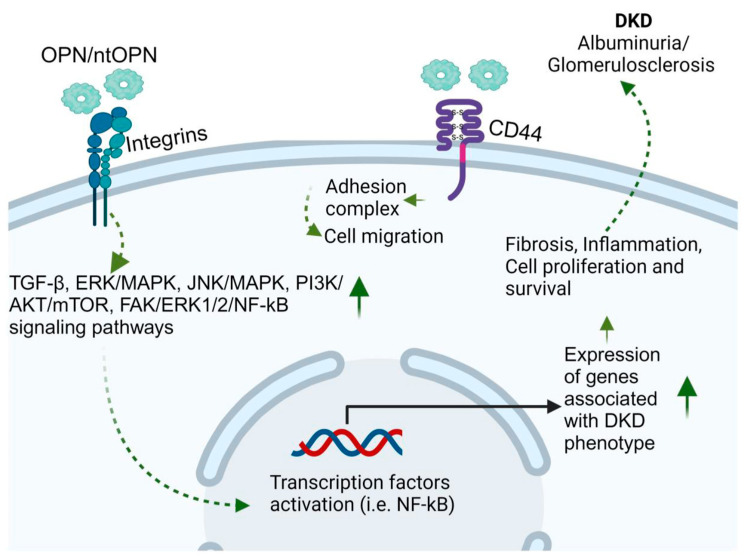 DKD
Albuminuria/
Glomerulosclerosis
OPN/ntOPN
Integrins
S-S
S-S
S-S
CD44
Adhesion
complex
Cell migration
TGF-β, ERK/MAPK, JNK/MAPK, PI3K/
AKT/mTOR, FAK/ERK1/2/NF-kB
signaling pathways
Fibrosis, Inflammation,
Cell proliferation and
survival
Expression
of genes
associated
with DKD
phenotype
Transcription factors
activation (i.e. NF-kB)